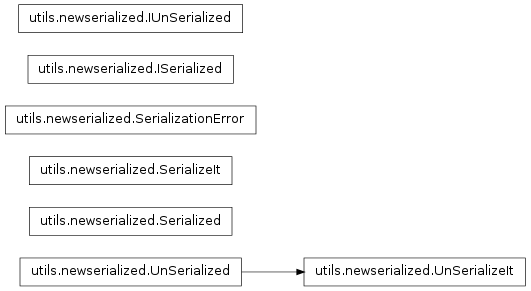 utils.newserialized.IUnSerialized
utils.newserialized.ISerialized
utils.newserialized.SerializationError
utils.newserialized.SerializeIt
utils.newserialized.Serialized
utils.newserialized.UnSerialized
utils.newserialized.UnSerializeIt